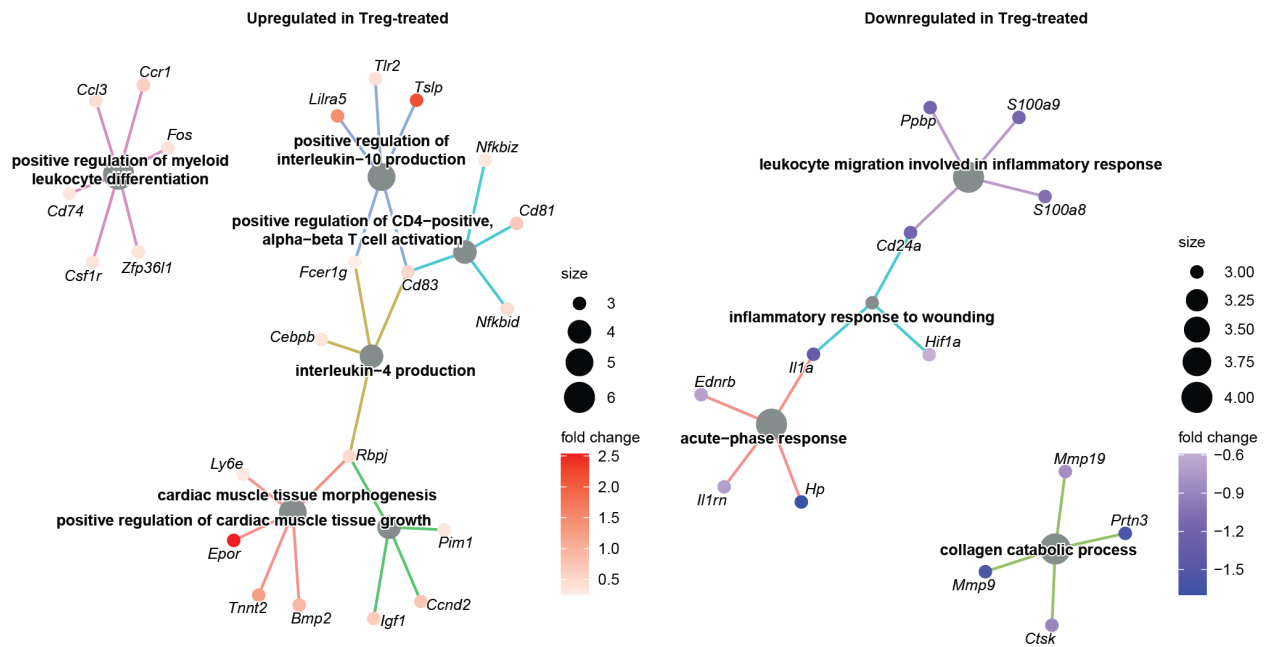 Upregulated in Treg-treated
Ccl3
Ccr1
Fos
positive regulation of myeloid
leukocyte differentiation
Cd74
Csf1r
Zfp36l1
Tlr2
Tslp
Lilra5
positive regulation of
interleukin−10 production
Nfkbiz
Cd81
positive regulation of CD4−positive,
alpha−beta T cell activation
Fcer1g
Cd83
Nfkbid
Cebpb
interleukin−4 production
Rbpj
Ly6e
cardiac muscle tissue morphogenesis
positive regulation of cardiac muscle tissue growth
Epor
Pim1
Tnnt2
Bmp2
Igf1
Ccnd2
size
3
4
5
6
fold change
2.5
2.0
1.5
1.0
0.5
Downregulated in Treg-treated
Ppbp
S100a9
leukocyte migration involved in inflammatory response
S100a8
Cd24a
inflammatory response to wounding
Il1a
Hif1a
Ednrb
acute−phase response
Il1rn
Hp
Mmp19
Prtn3
collagen catabolic process
Mmp9
Ctsk
size
3.00
3.25
3.50
3.75
4.00
fold change
−0.6
−0.9
−1.2
−1.5